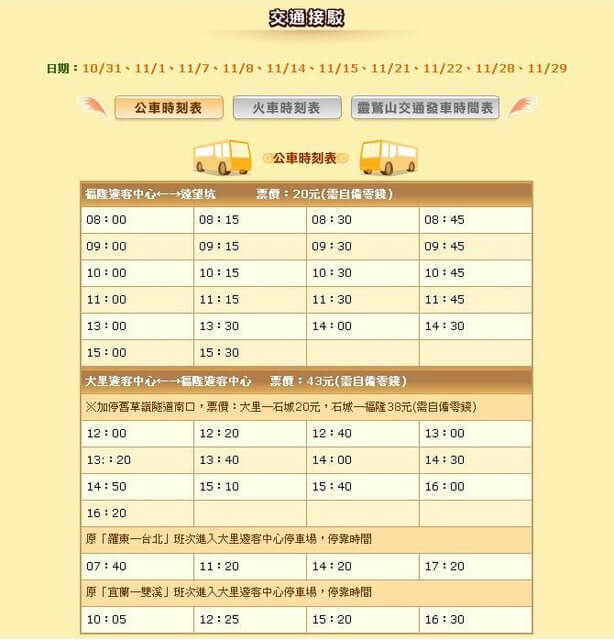 交通接駁
日期：10/31、11/1、11/7、11/8、11/14、11/15、11/21、11/22、11/28、11/29
公車時刻表 火車時刻表 靈鷲山交通發車時間表
公車時刻表
福隆遊客中心←→遠望坑 票價：20元(需自備零錢)
08：00 08：15 08：30 08：45
09：00 09：15 09：30 09：45
10：00 10：15 10：30 10：45
11：00 11：15 11：30 11：45
13：00 13：30 14：00 14：30
15：00 15：30
大里遊客中心←→福隆遊客中心 票價：43元(需自備零錢)
※加停舊草嶺隧道南口，票價：大里—石城20元，石城—福隆38元(需自備零錢)
12：00 12：20 12：40 13：00
13:：20 13：40 14：00 14：30
14：50 15：10 15：40 16：00
16：20
原「羅東—台北」班次進入大里遊客中心停車場，停靠時間
07：40 11：20 14：20 17：20
原「宜蘭—雙溪」班次進入大里遊客中心停車場，停靠時間
10：05 12：25 15：20 16：30